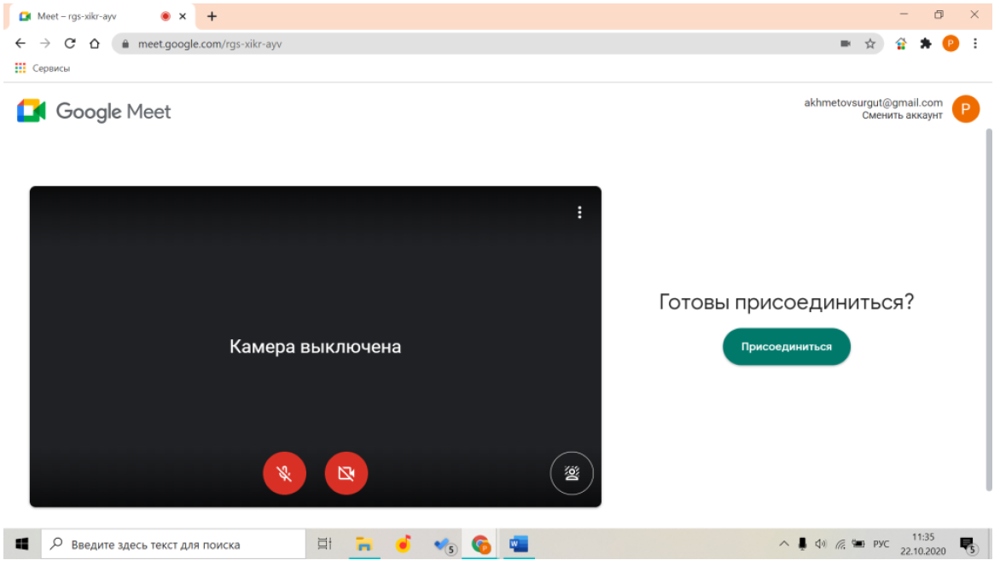 Meet – rgs-xikr-ayv
meet.google.com/rgs-xikr-ayv
P
Сервисы
Google Meet
akhmetovsurgut@gmail.com
Сменить аккаунт
P
Камера выключена
Готовы присоединиться?
Присоединиться
Введите здесь текст для поиска
5
P
W
РУС
11:35
22.10.2020
5